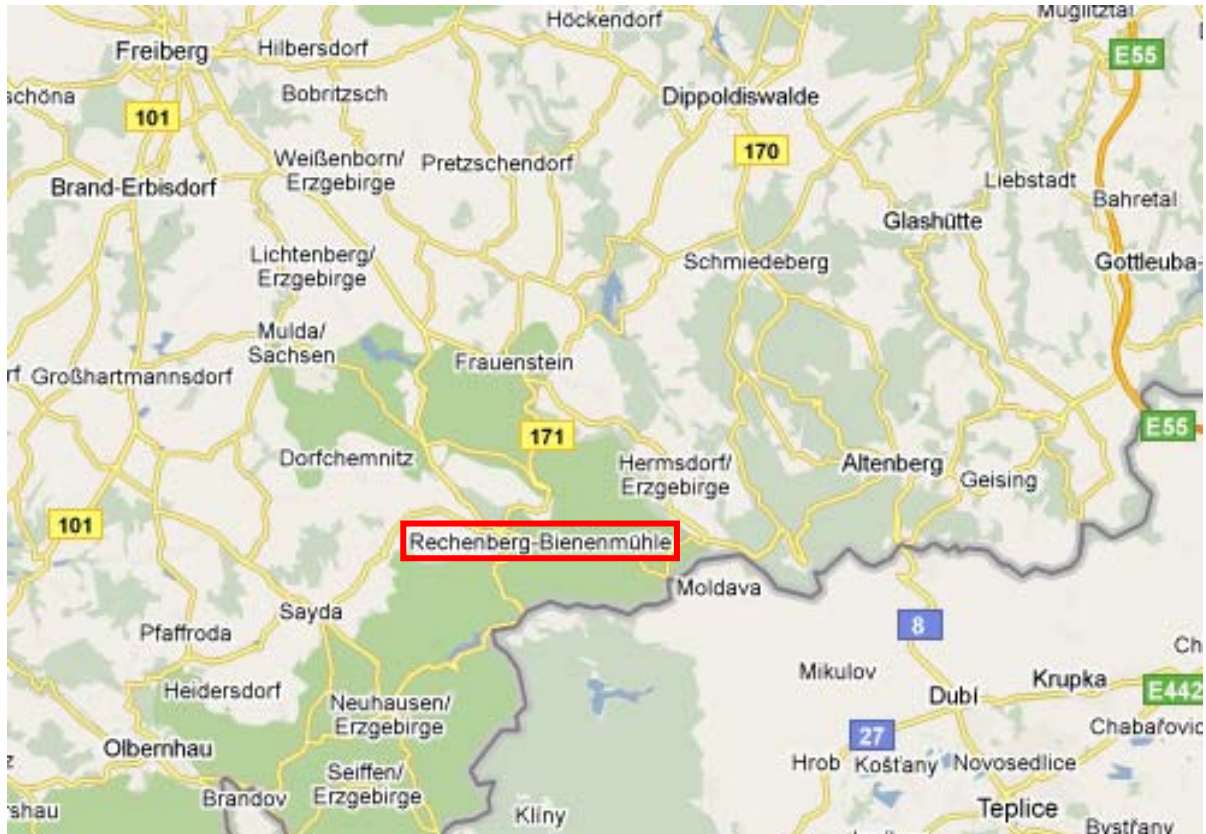 Höckendorf
Müglitztal
Freiberg
Hilbersdorf
E55
schöna
Bobritzsch
Dippoldiswalde
101
170
Weißenborn/
Erzgebirge
Pretzschendorf
Brand-Erbisdorf
Liebstadt
Bahretal
Glashütte
Lichtenberg/
Erzgebirge
Schmiedeberg
Gottleuba-
Mulda/
Sachsen
Frauenstein
rf Großhartmannsdorf
171
E55
Dorfchemnitz
Hermsdorf/
Erzgebirge
Altenberg
Geising
101
Rechenberg-Bienenmühle
Moldava
Sayda
8
Pfaffroda
Ch
Mikulov
Krupka
Heidersdorf
Dubí
E442
Neuhausen/
Erzgebirge
Chabařovic
27
Olbernhau
Hrob
Košťany
Novosedlice
z
Seiffen/
Erzgebirge
Brandov
rshau
Klíny
Teplice
Bystřany